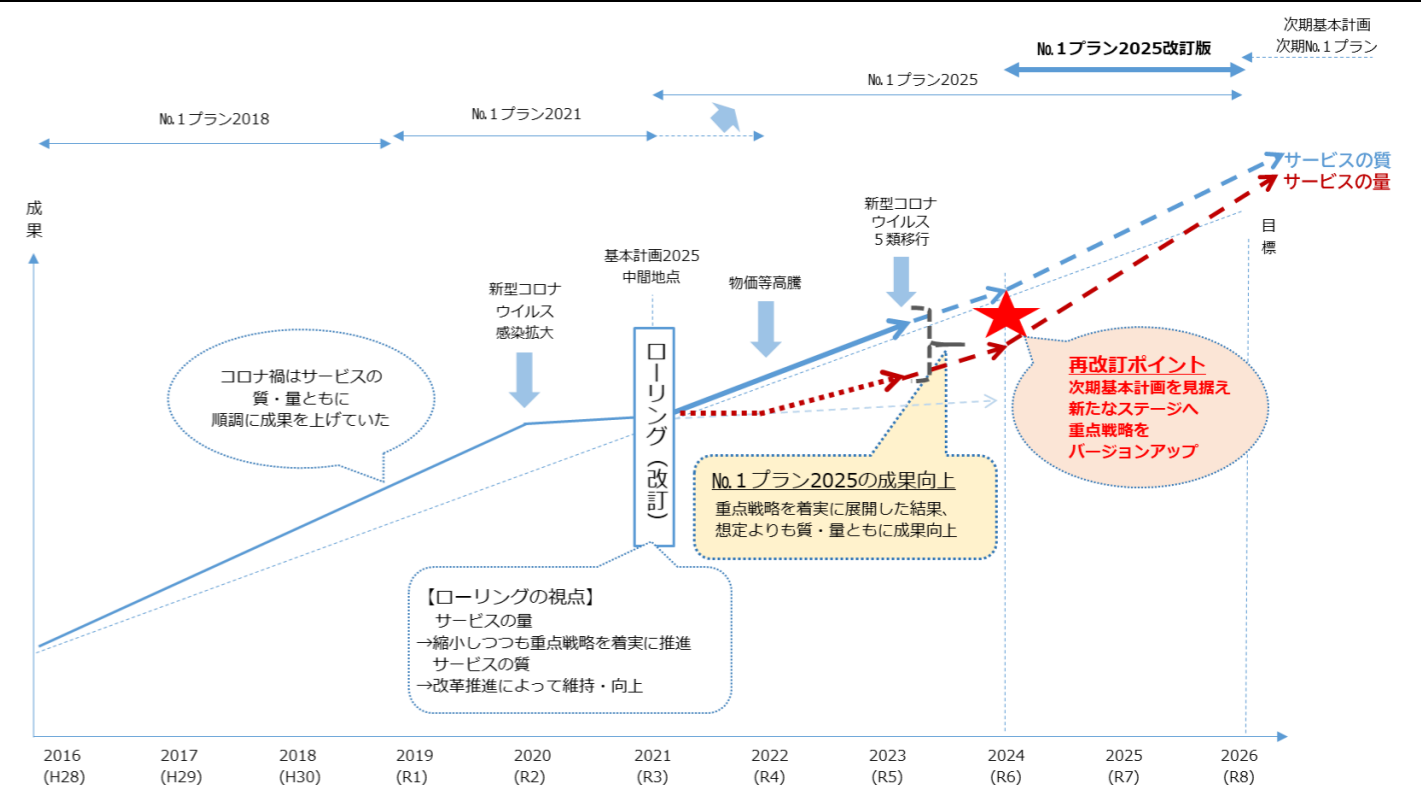 次期基本計画
次期№1プラン
№1プラン2025改訂版
№1プラン2025
№1プラン2021
№1プラン2018
サービスの質
サービスの量
成
果
目
標
新型コロナ
ウイルス
５類移行
基本計画2025
中間地点
物価等高騰
新型コロナ
ウイルス
感染拡大
ローリング（改訂）
コロナ禍はサービスの
質・量ともに
順調に成果を上げていた
再改訂ポイント
次期基本計画を見据え
新たなステージへ
重点戦略を
バージョンアップ
№１プラン2025の成果向上
重点戦略を着実に展開した結果、
想定よりも質・量ともに成果向上
【ローリングの視点】
サービスの量
→縮小しつつも重点戦略を着実に推進
サービスの質
→改革推進によって維持・向上
2016 2017 2018 2019 2020 2021 2022 2023 2024 2025 2026
(H28) (H29) (H30) (R1) (R2) (R3) (R4) (R5) (R6) (R7) (R8)